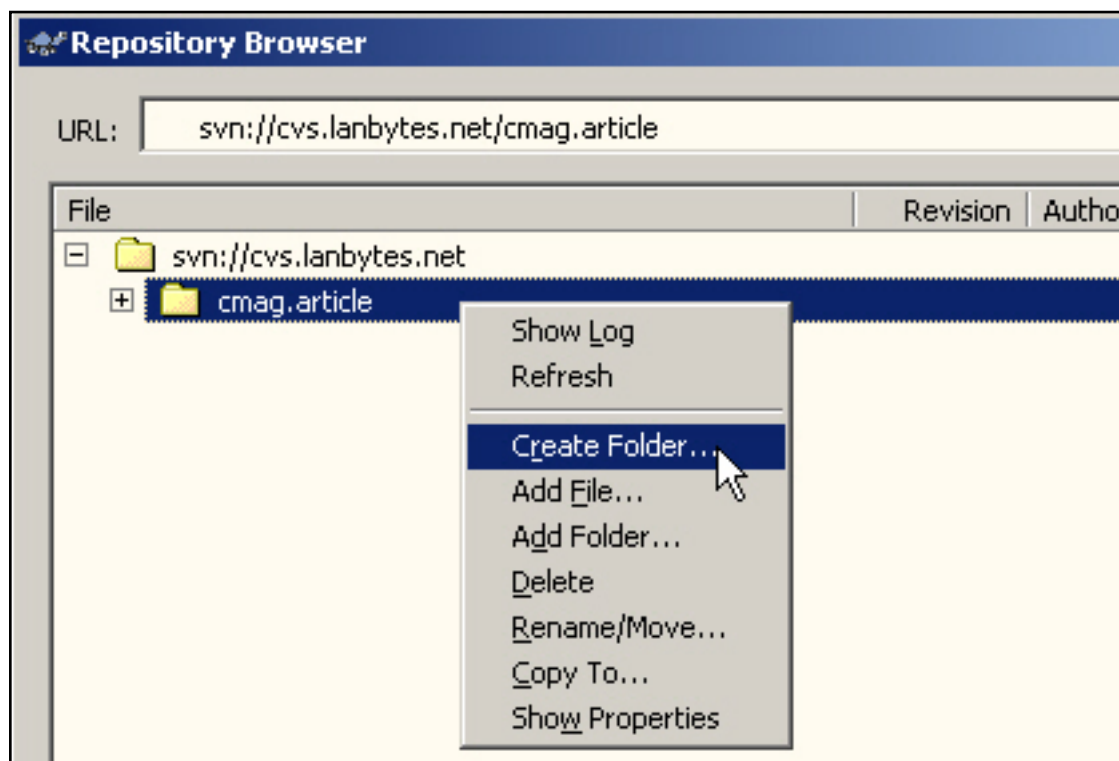 Repository Browser
URL: svn://cvs.lanbytes.net/cmag.article
File Revision Autho
svn://cvs.lanbytes.net
cmag.article
Show Log
Refresh
Create Folder...
Add File...
Add Folder...
Delete
Rename/Move...
Copy To...
Show Properties